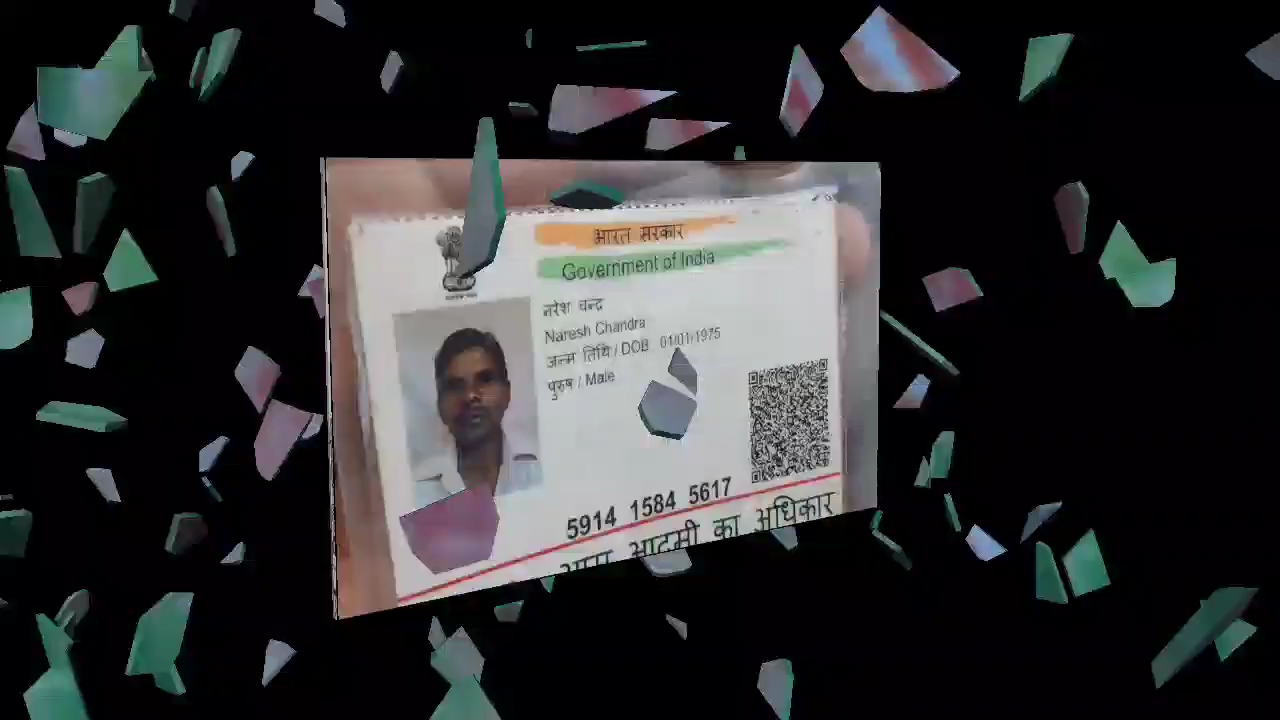 भारत सरकार
Government of India
नरेश चन्द्र
Naresh Chandra
जन्म तिथि / DOB 01/01/1975
पुरुष / Male
5914 1584 5617
आदमी का अधिकार